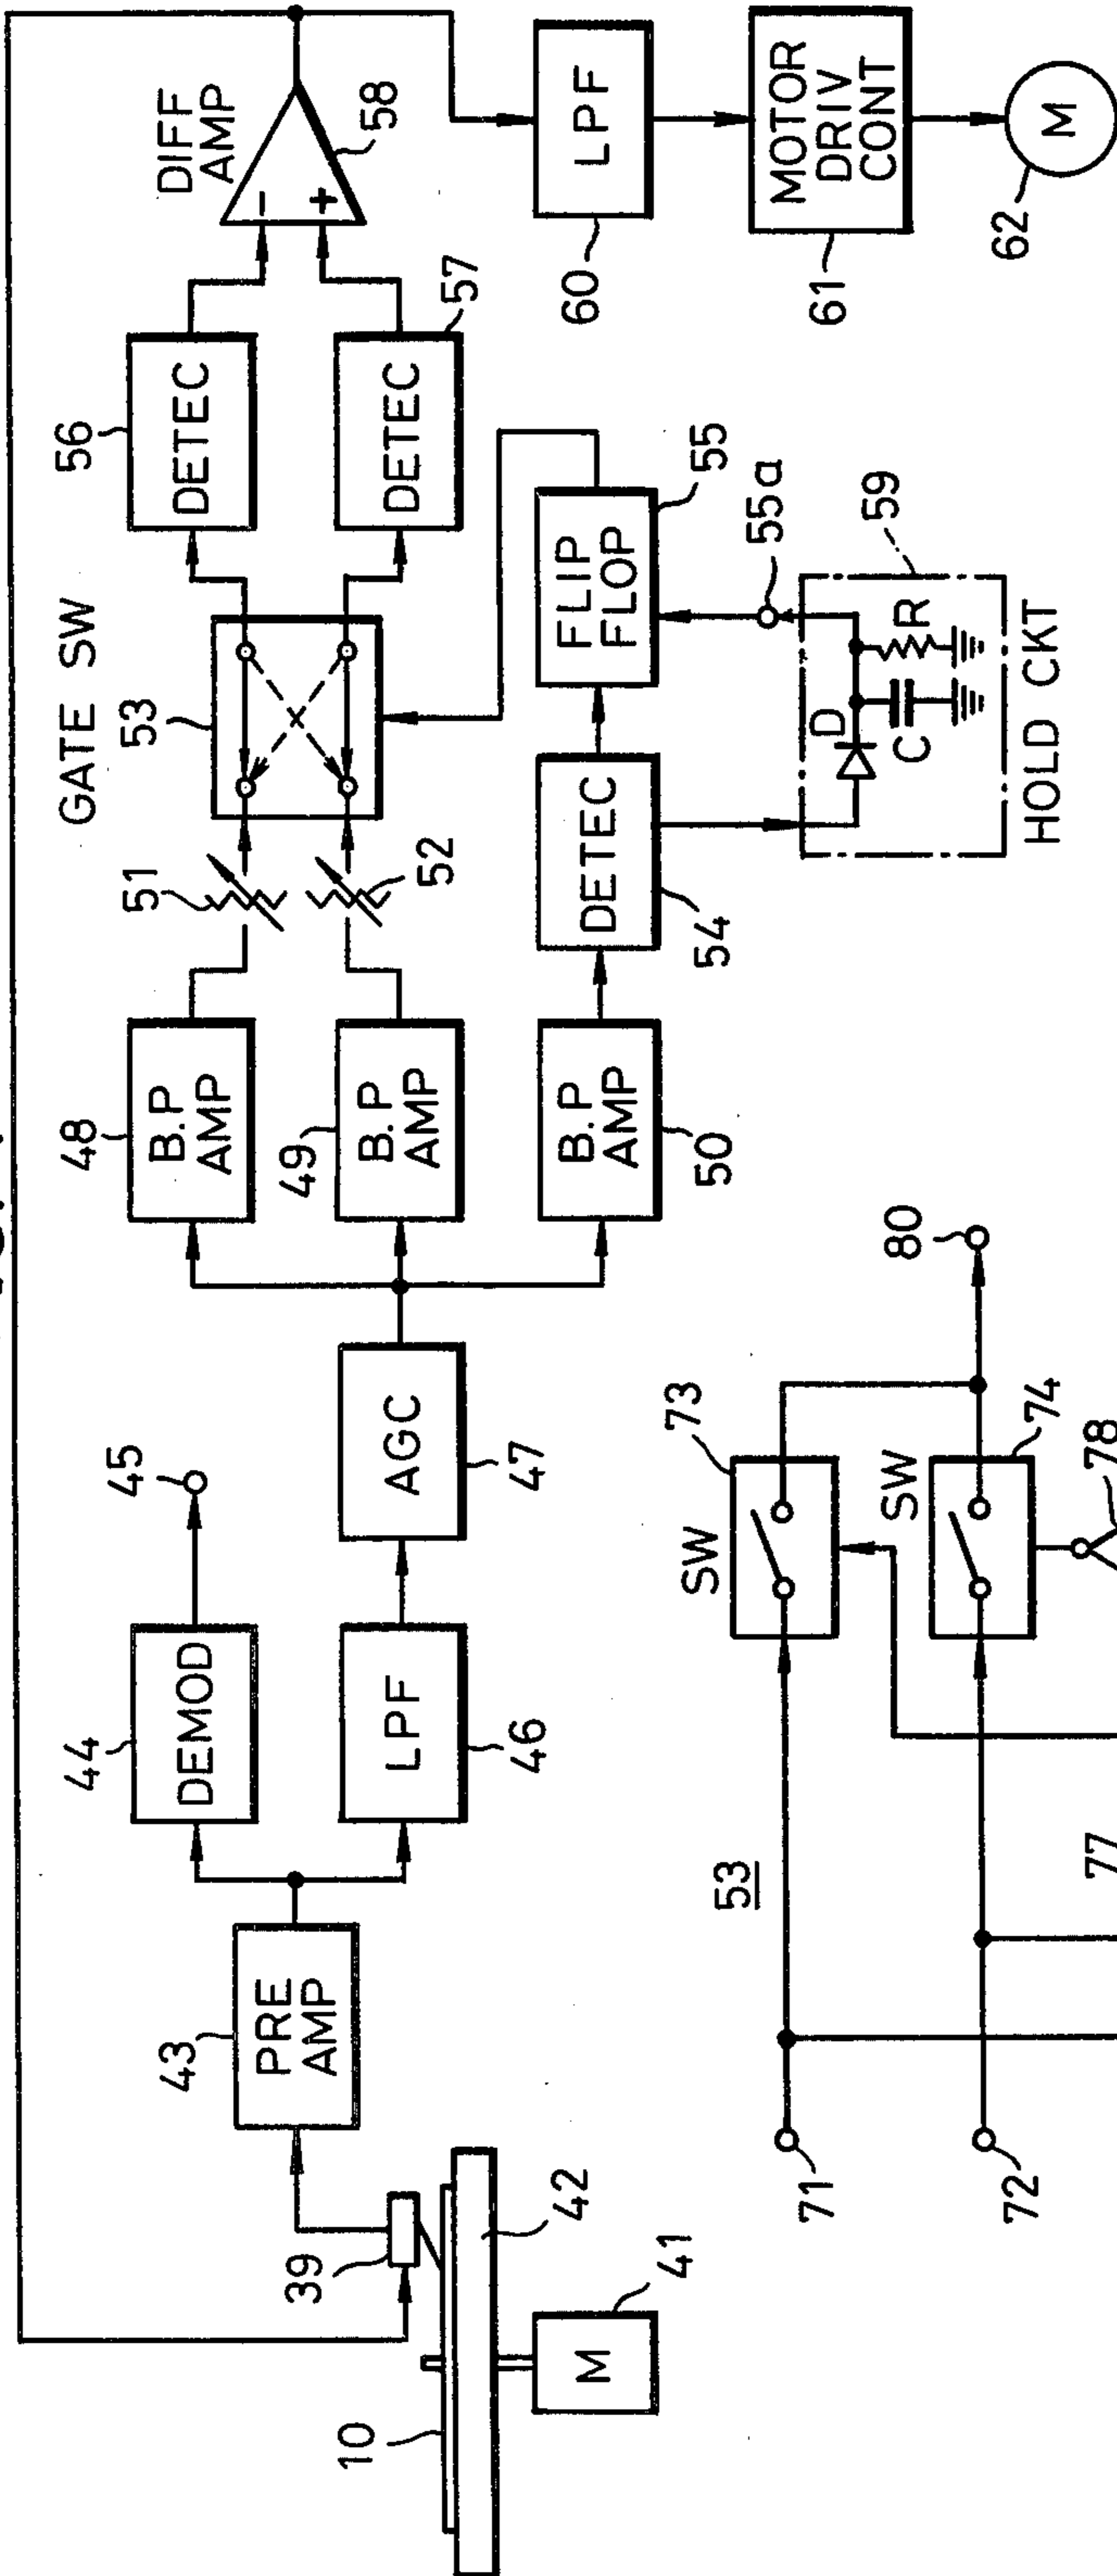 10
39
42
41
M
43
PRE
AMP
44
DEMOD
45
LPF
46
AGC
47
48
B.P
AMP
49
B.P
AMP
B.P
AMP
50
51
52
GATE SW
53
DETEC
54
FLIP
FLOP
55
55a
D
C
R
59
HOLD CKT
56
DETEC
DETEC
57
DIFF
AMP
-
+
58
LPF
60
MOTOR
DRIV
CONT
61
M
62
53
71
72
77
SW
73
SW
74
78
80